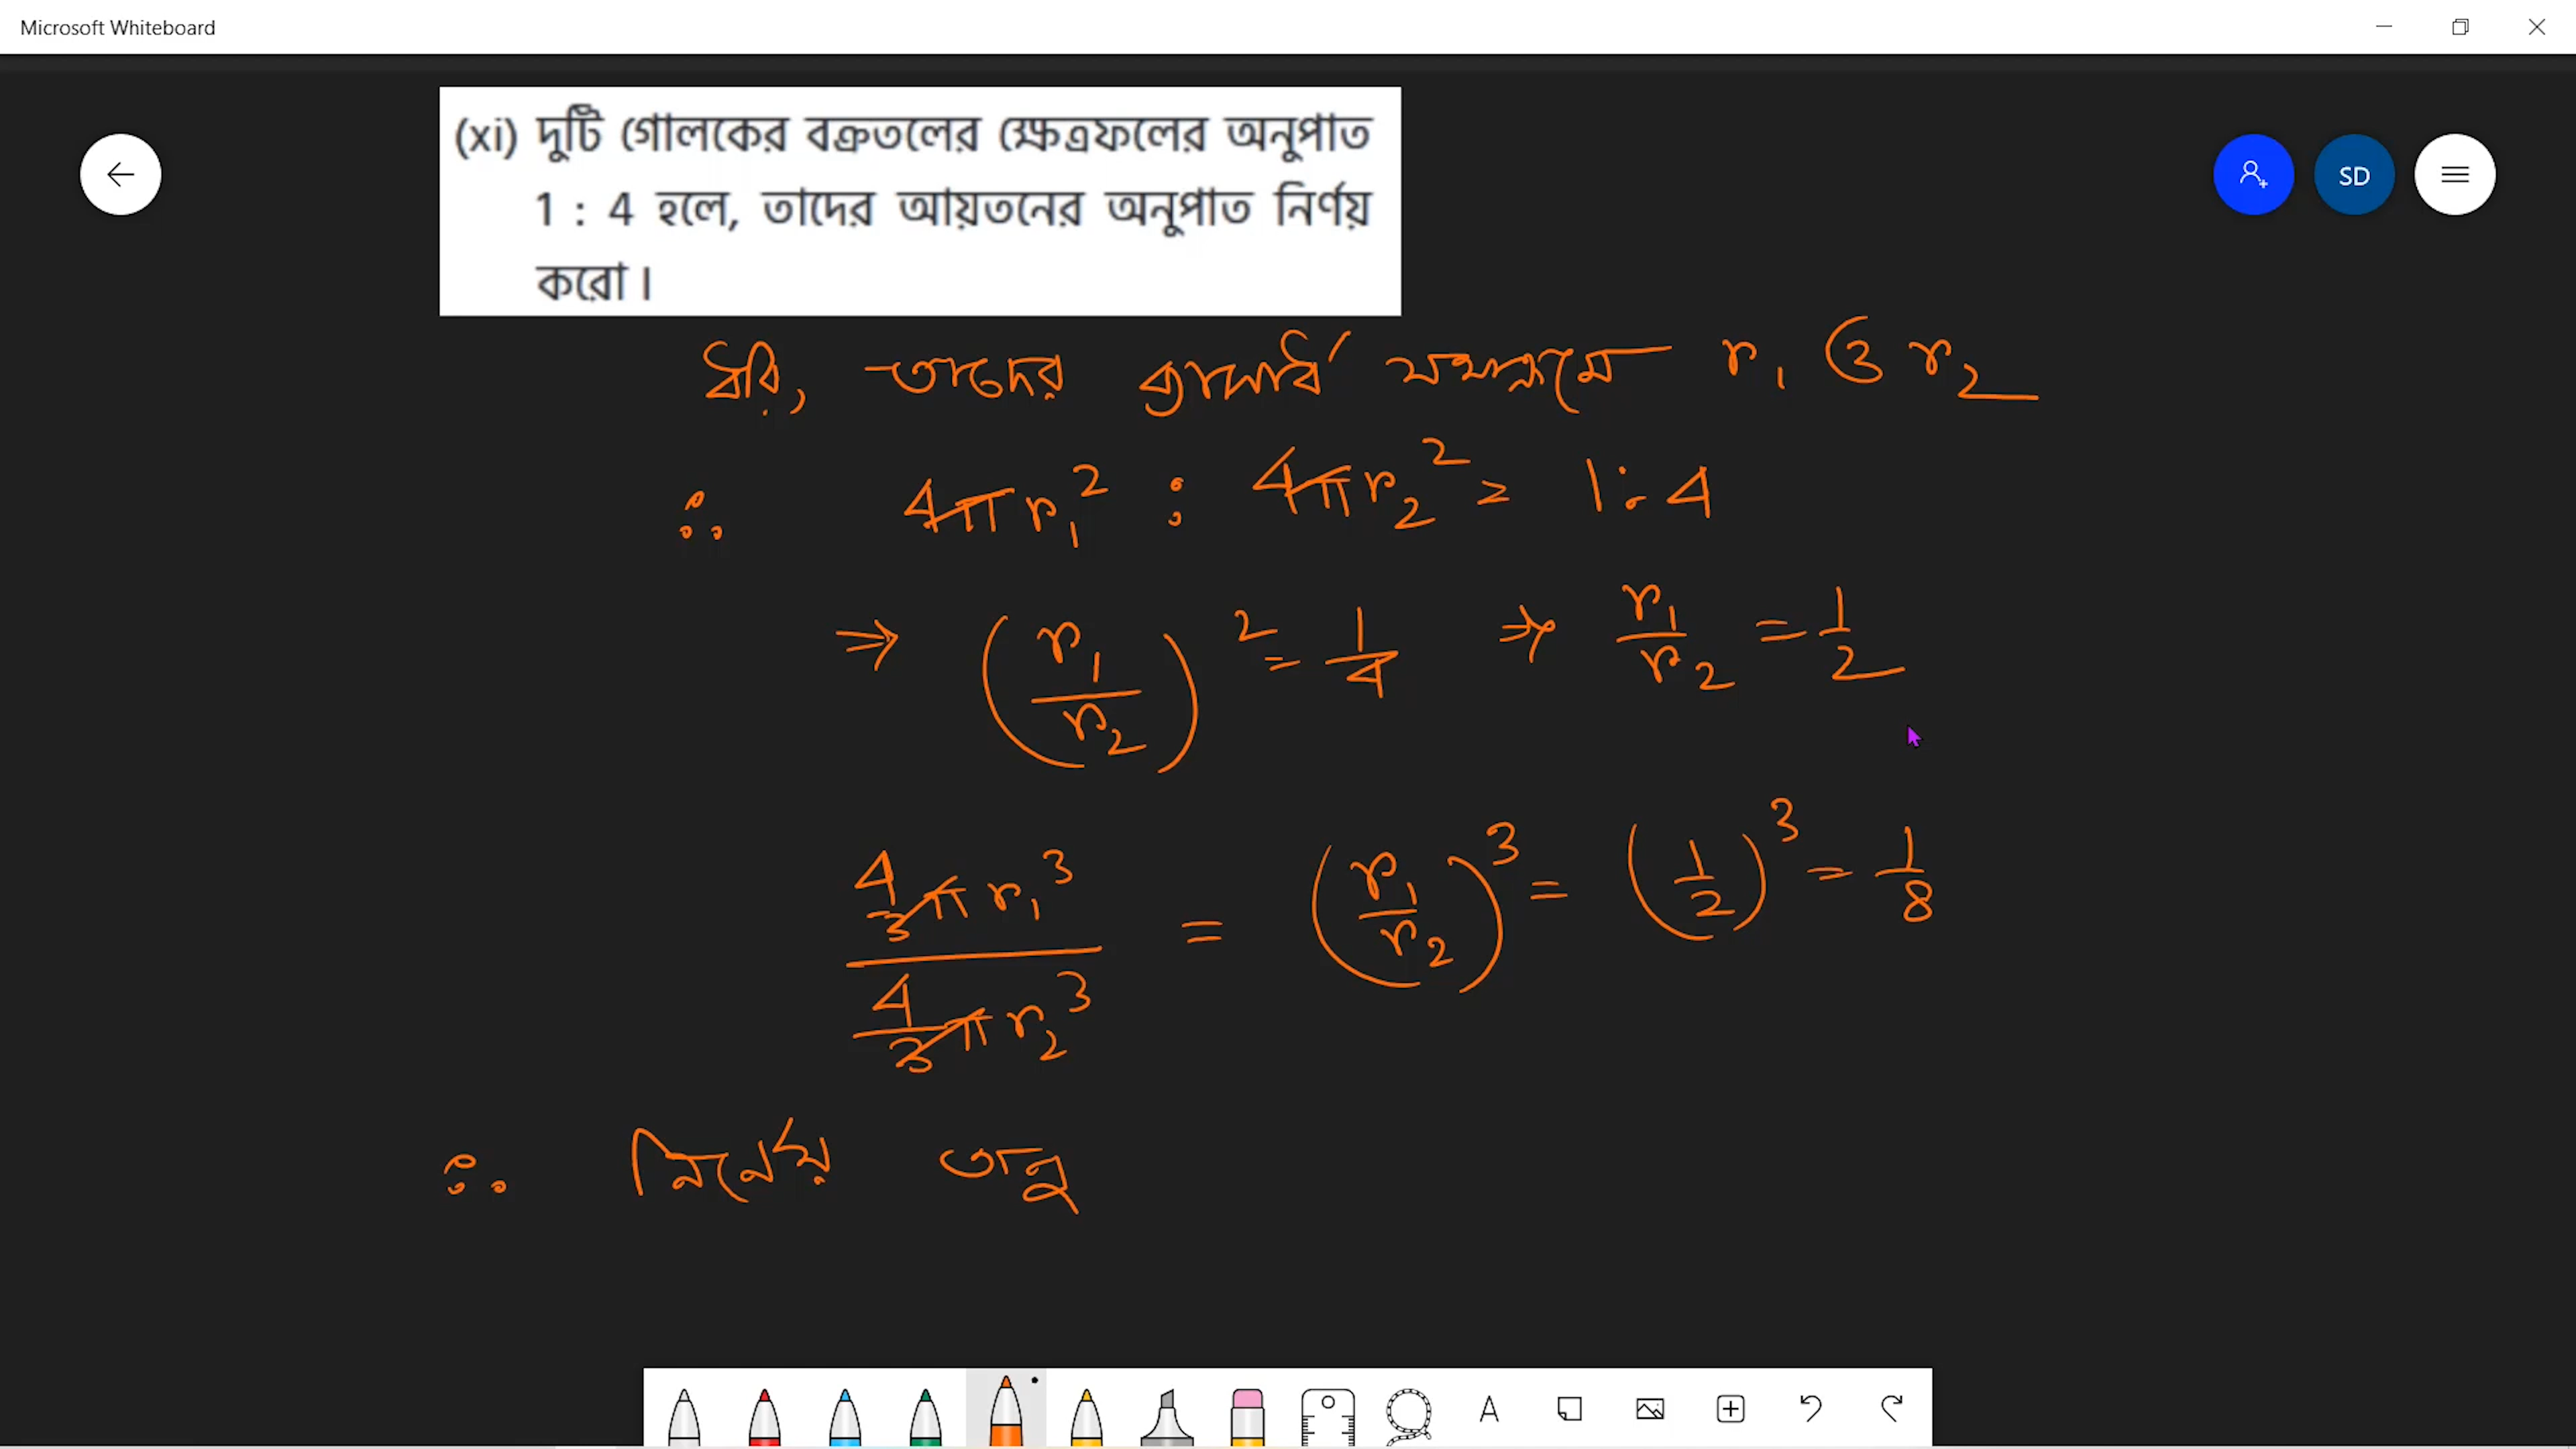 Microsoft Whiteboard
SD
(xi) দুটি গোলকের বক্রতলের ক্ষেত্রফলের অনুপাত
1 : 4 হলে, তাদের আয়তনের অনুপাত নির্ণয়
করো।
ধরি, তাদের ব্যাসার্ধ যথাক্রমে r₁ ও r₂
∴ 4πr₁² : 4πr₂² = 1:4
⇒ (r₁/r₂)² = 1/4 ⇒ r₁/r₂ = 1/2
(4/3 πr₁³)/(4/3 πr₂³) = (r₁/r₂)³ = (1/2)³ = 1/8
∴ নির্ণেয় অনু
A